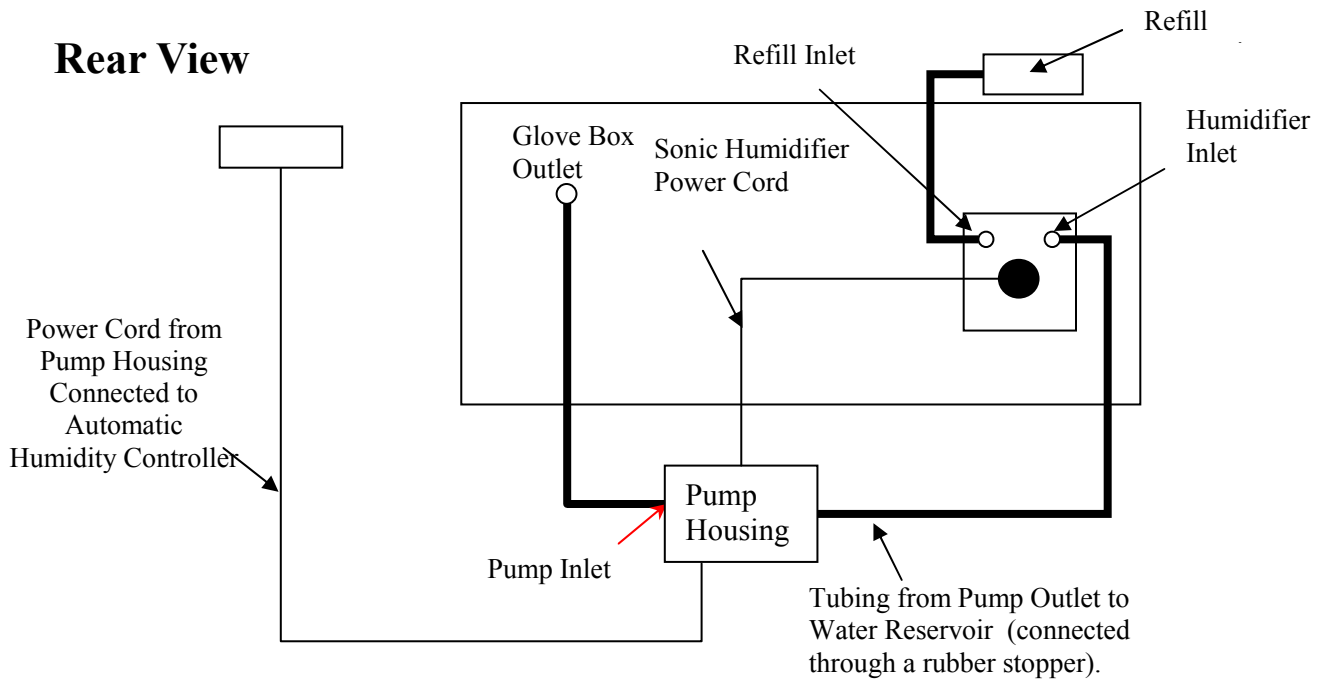 Rear View
Refill
Refill Inlet
Humidifier
Inlet
Glove Box
Outlet
Sonic Humidifier
Power Cord
Power Cord from
Pump Housing
Connected to
Automatic
Humidity Controller
Pump
Housing
Pump Inlet
Tubing from Pump Outlet to
Water Reservoir (connected
through a rubber stopper).